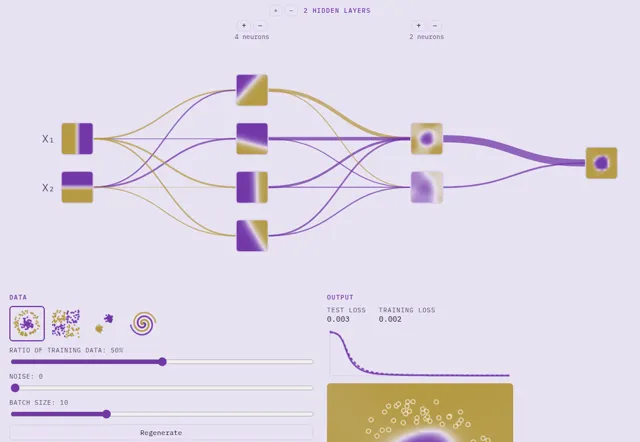 + − 2 HIDDEN LAYERS
+ − + −
4 neurons 2 neurons
X₁
X₂
DATA
RATIO OF TRAINING DATA: 50%
NOISE: 0
BATCH SIZE: 10
Regenerate
OUTPUT
TEST LOSS TRAINING LOSS
0.003 0.002